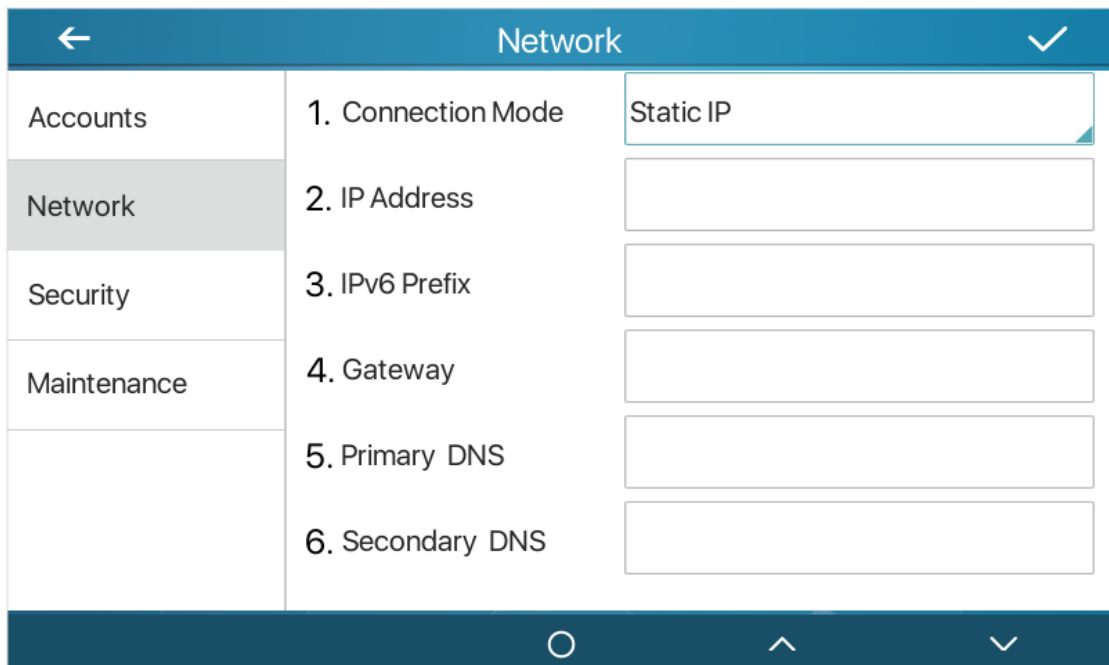 Network
Accounts
Network
Security
Maintenance
1. Connection Mode
Static IP
2. IP Address
3. IPv6 Prefix
4. Gateway
5. Primary DNS
6. Secondary DNS